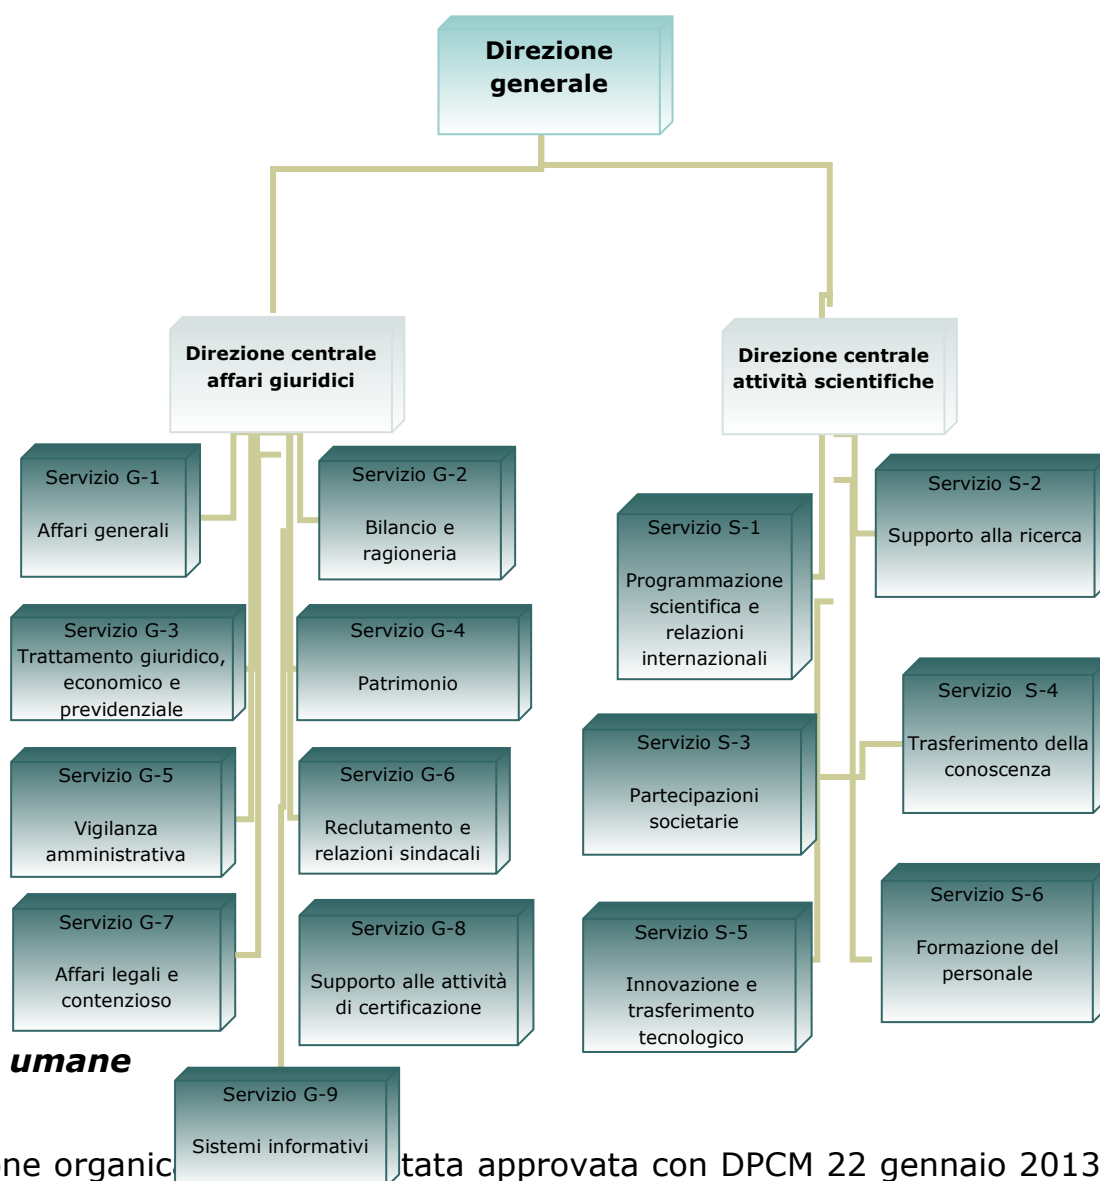 Direzione
generale
Direzione centrale
affari giuridici
Direzione centrale
attività scientifiche
Servizio G-1
Affari generali
Servizio G-2
Bilancio e
ragioneria
Servizio G-3
Trattamento giuridico,
economico e
previdenziale
Servizio G-4
Patrimonio
Servizio G-5
Vigilanza
amministrativa
Servizio G-6
Reclutamento e
relazioni sindacali
Servizio G-7
Affari legali e
contenzioso
Servizio G-8
Supporto alle attività
di certificazione
Servizio G-9
Sistemi informativi
Servizio S-1
Programmazione
scientifica e
relazioni
internazionali
Servizio S-2
Supporto alla ricerca
Servizio S-3
Partecipazioni
societarie
Servizio S-4
Trasferimento della
conoscenza
Servizio S-5
Innovazione e
trasferimento
tecnologico
Servizio S-6
Formazione del
personale
umane
one organica tata approvata con DPCM 22 gennaio 2013